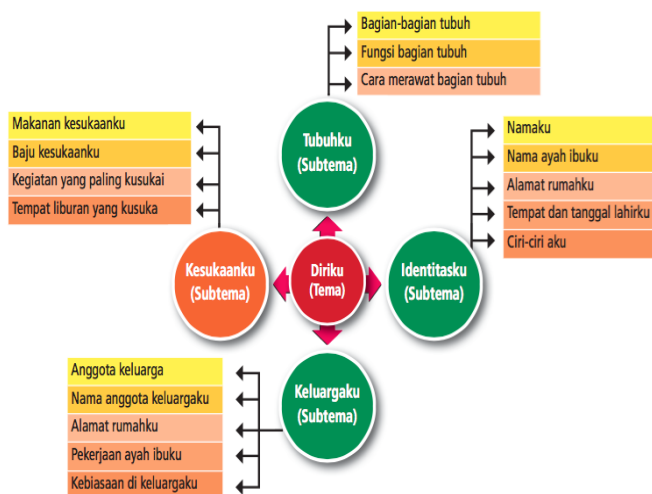 Bagian-bagian tubuh
Fungsi bagian tubuh
Cara merawat bagian tubuh
Tubuhku
(Subtema)
Makanan kesukaanku
Baju kesukaanku
Kegiatan yang paling kusukai
Tempat liburan yang kusuka
Kesukaanku
(Subtema)
Diriku
(Tema)
Identitasku
(Subtema)
Namaku
Nama ayah ibuku
Alamat rumahku
Tempat dan tanggal lahirku
Ciri-ciri aku
Keluargaku
(Subtema)
Anggota keluarga
Nama anggota keluargaku
Alamat rumahku
Pekerjaan ayah ibuku
Kebiasaan di keluargaku